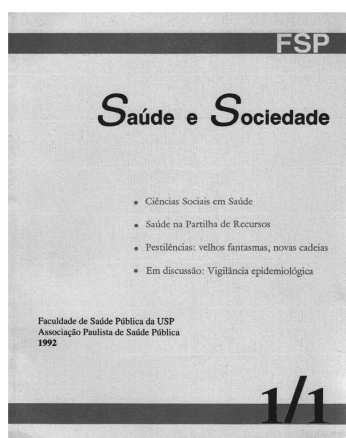 FSP
Saúde e Sociedade
• Ciências Sociais em Saúde
• Saúde na Partilha de Recursos
• Pestilências: velhos fantasmas, novas cadeias
• Em discussão: Vigilância epidemiológica
Faculdade de Saúde Pública da USP
Associação Paulista de Saúde Pública
1992
1/1